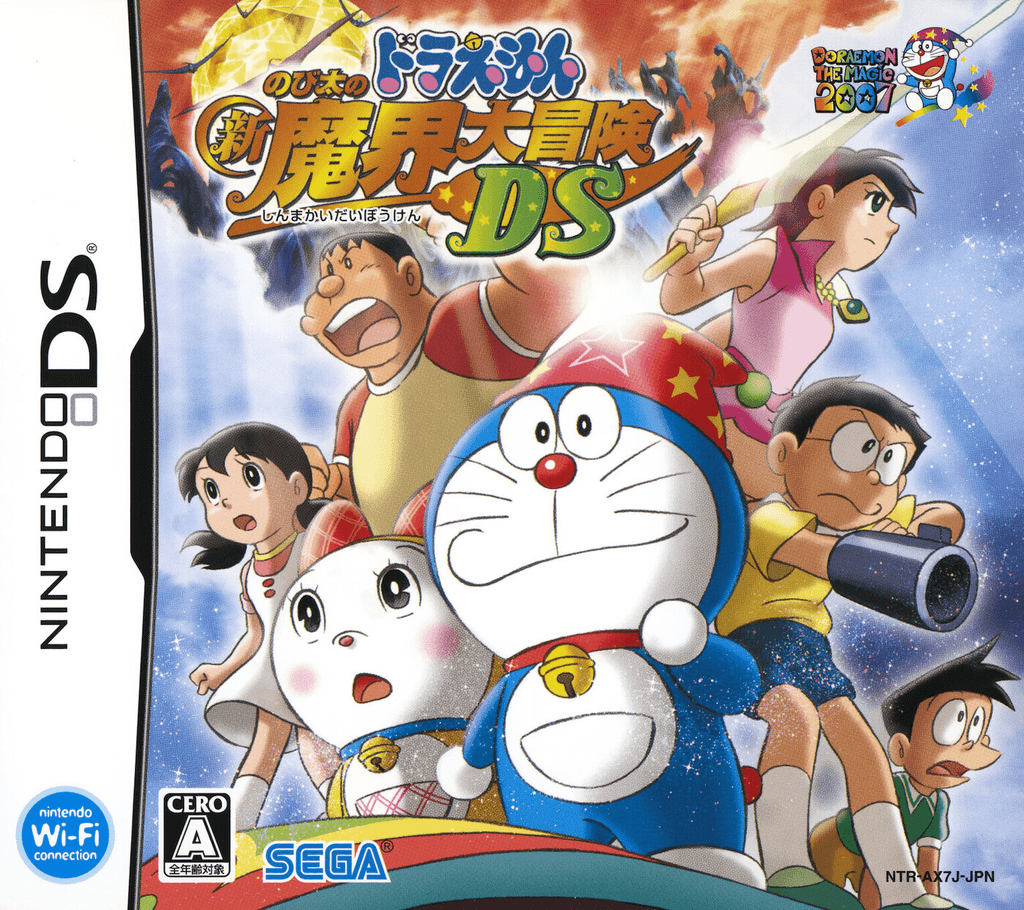 NINTENDO DS®
のび太の
ドラえもん
新魔界大冒険
DS
しんまかいだいぼうけん
DORAEMON
THE MAGIC
2007
nintendo
Wi-Fi
connection
CERO
A
全年齢対象
SEGA®
NTR-AX7J-JPN